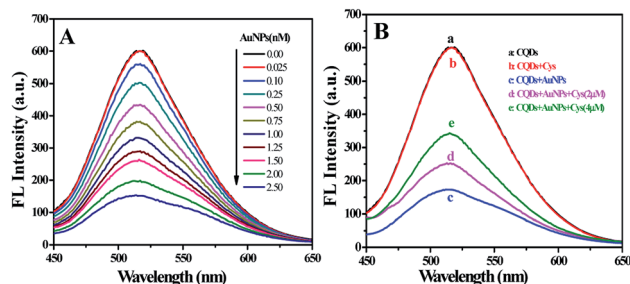 A
AuNPs(nM)
0.00
0.025
0.10
0.25
0.50
0.75
1.00
1.25
1.50
2.00
2.50
700
600
500
400
300
200
100
0
FL Intensity (a.u.)
450 500 550 600 650
Wavelength (nm)
B
a: CQDs
b: CQDs+Cys
c: CQDs+AuNPs
d: CQDs+AuNPs+Cys(2μM)
e: CQDs+AuNPs+Cys(4μM)
a
b
e
d
c
700
600
500
400
300
200
100
0
FL Intensity (a.u.)
450 500 550 600 650
Wavelength (nm)